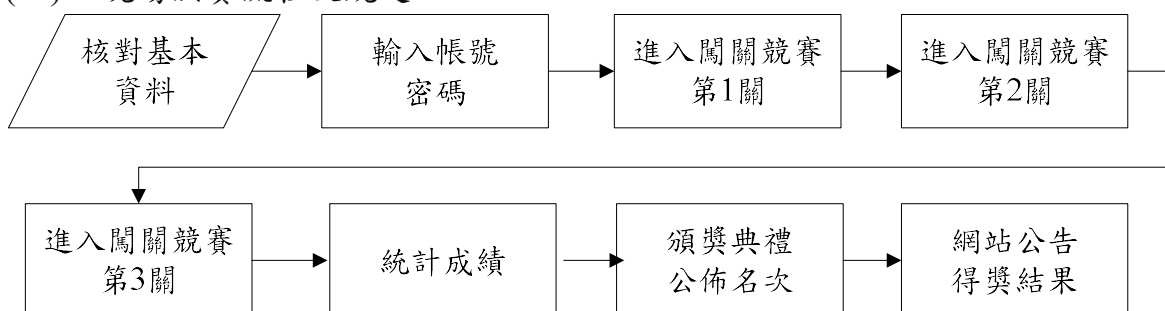 核對基本
資料
輸入帳號
密碼
進入闖關競賽
第1關
進入闖關競賽
第2關
進入闖關競賽
第3關
統計成績
頒獎典禮
公佈名次
網站公告
得獎結果